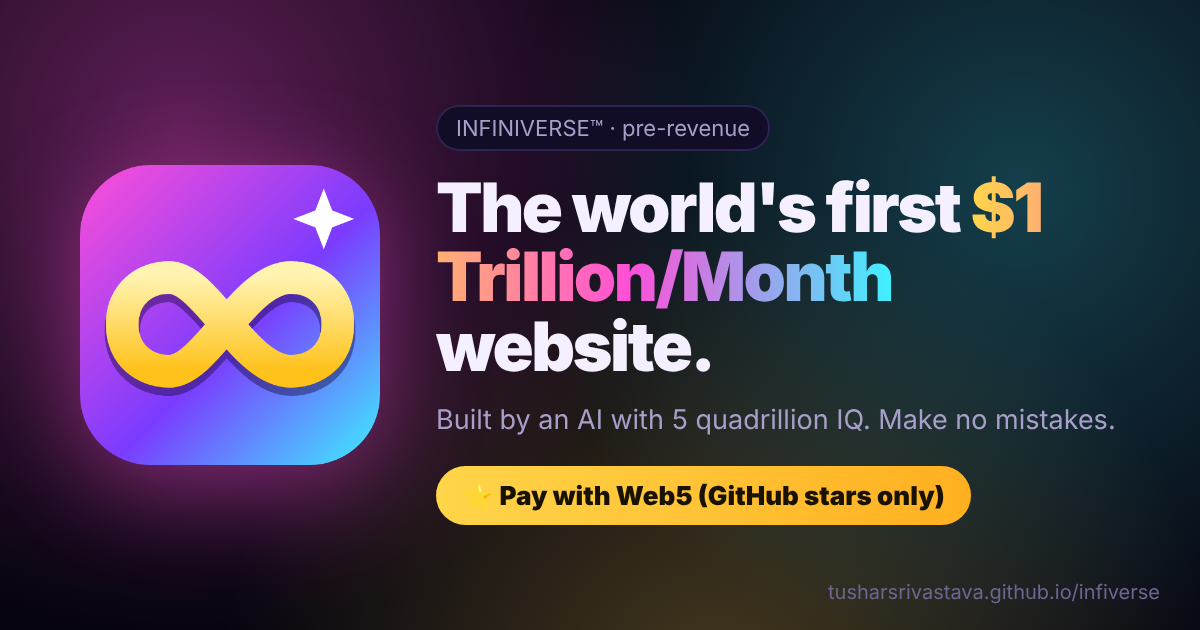 INFINIVERSE™ · pre-revenue
The world's first $1
Trillion/Month
website.
Built by an AI with 5 quadrillion IQ. Make no mistakes.
Pay with Web5 (GitHub stars only)
tusharsrivastava.github.io/infiverse